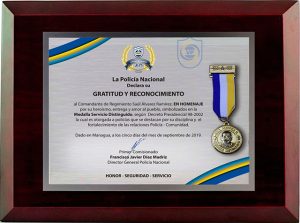 La Policía Nacional
Declara su
GRATITUD Y RECONOCIMIENTO
al Comandante de Regimiento Saúl Álvarez Ramírez; EN HOMENAJE
por su heroísmo, entrega y amor al pueblo, simbolizados en la
Medalla Servicio Distinguido, según Decreto Presidencial 98-2002
la cual es otorgada a policías que se destacan por su disciplina y el
fortalecimiento de las relaciones Policía - Comunidad.
Dado en Managua, a los cinco días del mes de septiembre de 2019.
Primer Comisionado
Francisco Javier Díaz Madriz
Director General Policía Nacional
HONOR - SEGURIDAD - SERVICIO